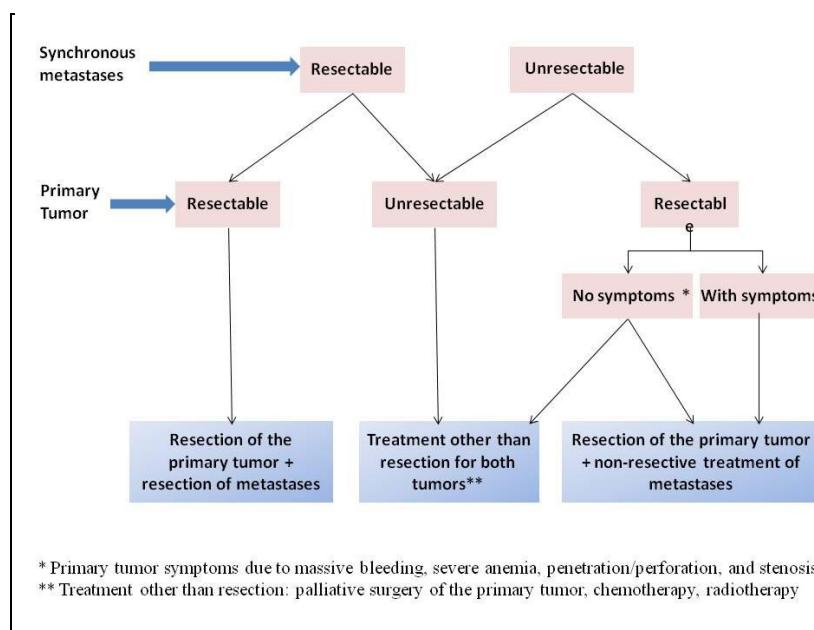 Synchronous
metastases
Resectable
Unresectable
Primary
Tumor
Resectable
Unresectable
Resectabl
e
No symptoms *
With symptoms
Resection of the
primary tumor +
resection of metastases
Treatment other than
resection for both
tumors**
Resection of the primary tumor
+ non-resective treatment of
metastases
* Primary tumor symptoms due to massive bleeding, severe anemia, penetration/perforation, and stenosis
** Treatment other than resection: palliative surgery of the primary tumor, chemotherapy, radiotherapy